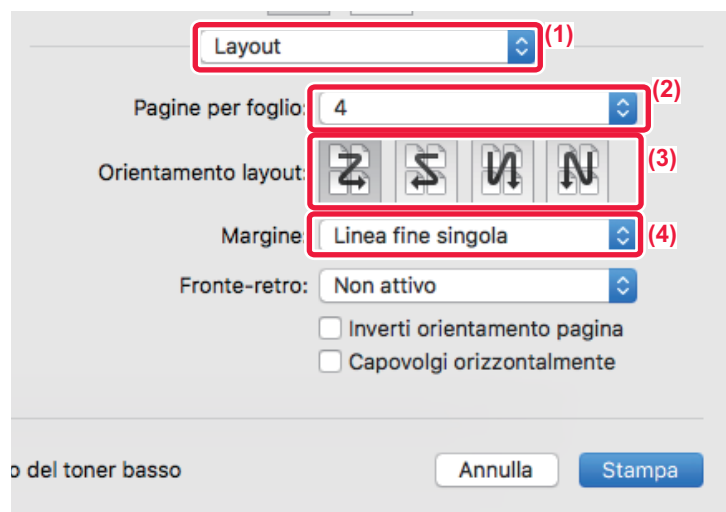 Layout (1)
Pagine per foglio: 4 (2)
Orientamento layout: (3)
Margine: Linea fine singola (4)
Fronte-retro: Non attivo
Inverti orientamento pagina
Capovolgi orizzontalmente
o del toner basso Annulla Stampa